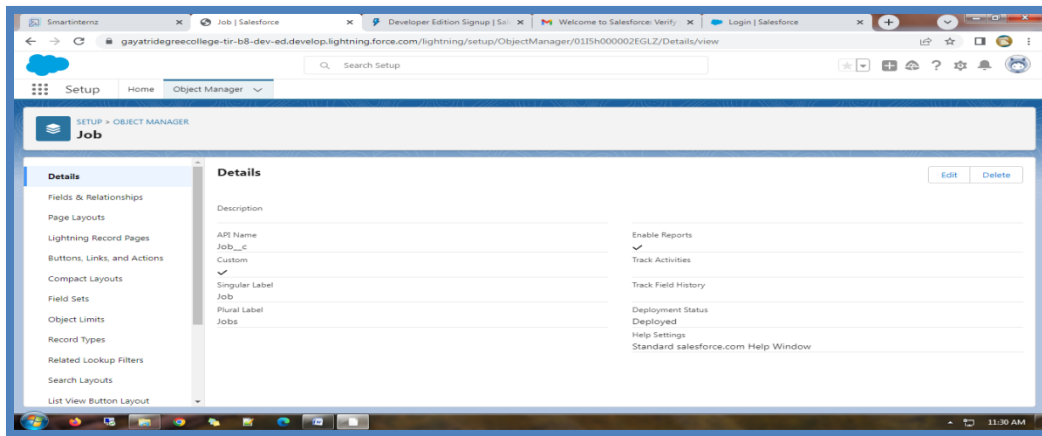 Smartinternz
Job | Salesforce
Developer Edition Signup | Sal
Welcome to Salesforce: Verify
Login | Salesforce
gayatridegreecollege-tir-b8-dev-ed.develop.lightning.force.com/lightning/setup/ObjectManager/01I5h000002EGLZ/Details/view
Search Setup
Setup
Home
Object Manager
SETUP > OBJECT MANAGER
Job
Details
Fields & Relationships
Page Layouts
Lightning Record Pages
Buttons, Links, and Actions
Compact Layouts
Field Sets
Object Limits
Record Types
Related Lookup Filters
Search Layouts
List View Button Layout
Details
Edit
Delete
Description
API Name
Job__c
Custom
Singular Label
Job
Plural Label
Jobs
Enable Reports
Track Activities
Track Field History
Deployment Status
Deployed
Help Settings
Standard salesforce.com Help Window
11:30 AM